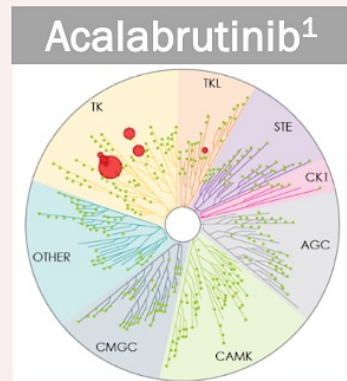 Acalabrutinib¹
TK
TKL
STE
CK1
AGC
CAMK
CMGC
OTHER